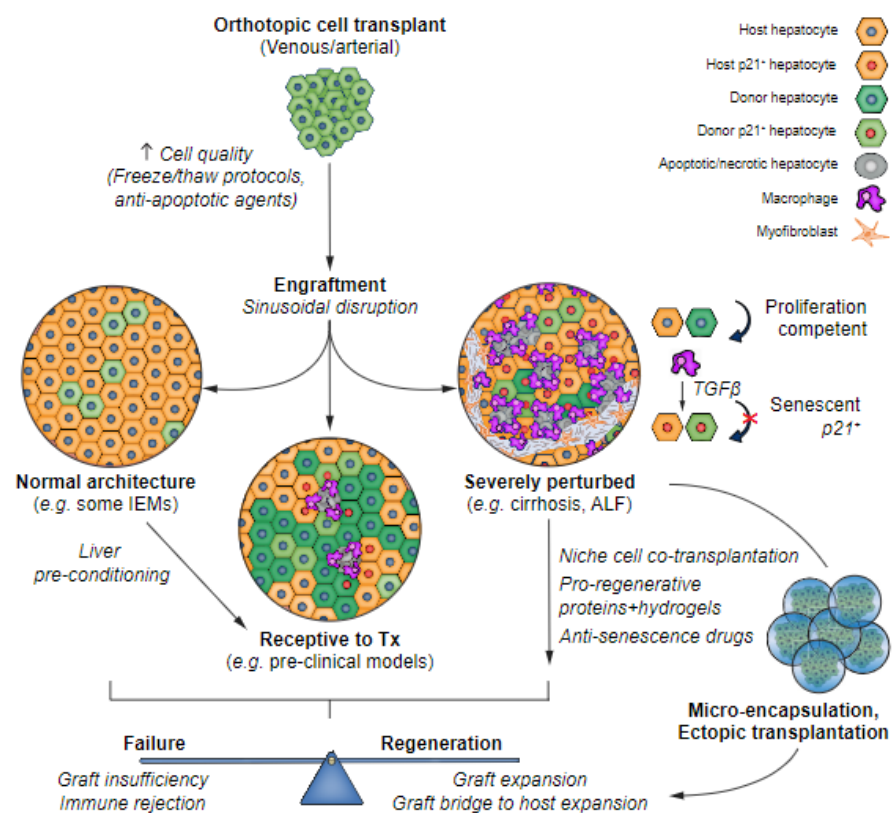 Orthotopic cell transplant
(Venous/arterial)
Host hepatocyte
Host p21⁺ hepatocyte
Donor hepatocyte
Donor p21⁺ hepatocyte
Apoptotic/necrotic hepatocyte
Macrophage
Myofibroblast
↑ Cell quality
(Freeze/thaw protocols,
anti-apoptotic agents)
Engraftment
Sinusoidal disruption
Proliferation
competent
TGFβ
Senescent
p21⁺
Normal architecture
(e.g. some IEMs)
Severely perturbed
(e.g. cirrhosis, ALF)
Liver
pre-conditioning
Receptive to Tx
(e.g. pre-clinical models)
Niche cell co-transplantation
Pro-regenerative
proteins+hydrogels
Anti-senescence drugs
Micro-encapsulation,
Ectopic transplantation
Failure
Regeneration
Graft insufficiency
Immune rejection
Graft expansion
Graft bridge to host expansion